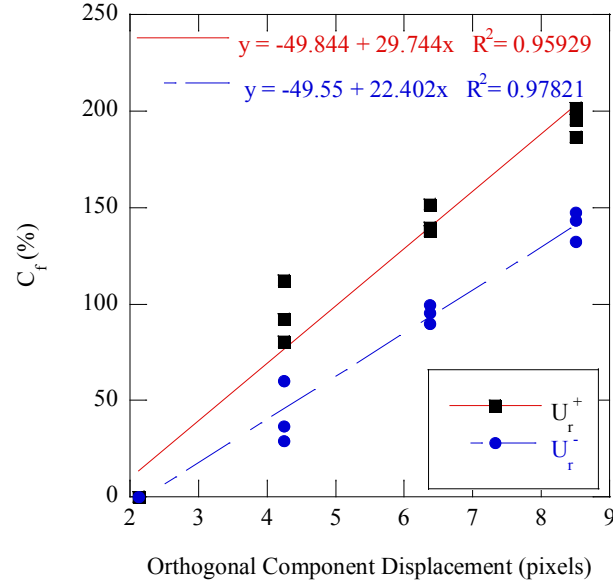 y = -49.844 + 29.744x R²= 0.95929
y = -49.55 + 22.402x R²= 0.97821
250
200
150
100
50
0
C_f (%)
U_r^+
U_r^-
2 3 4 5 6 7 8 9
Orthogonal Component Displacement (pixels)